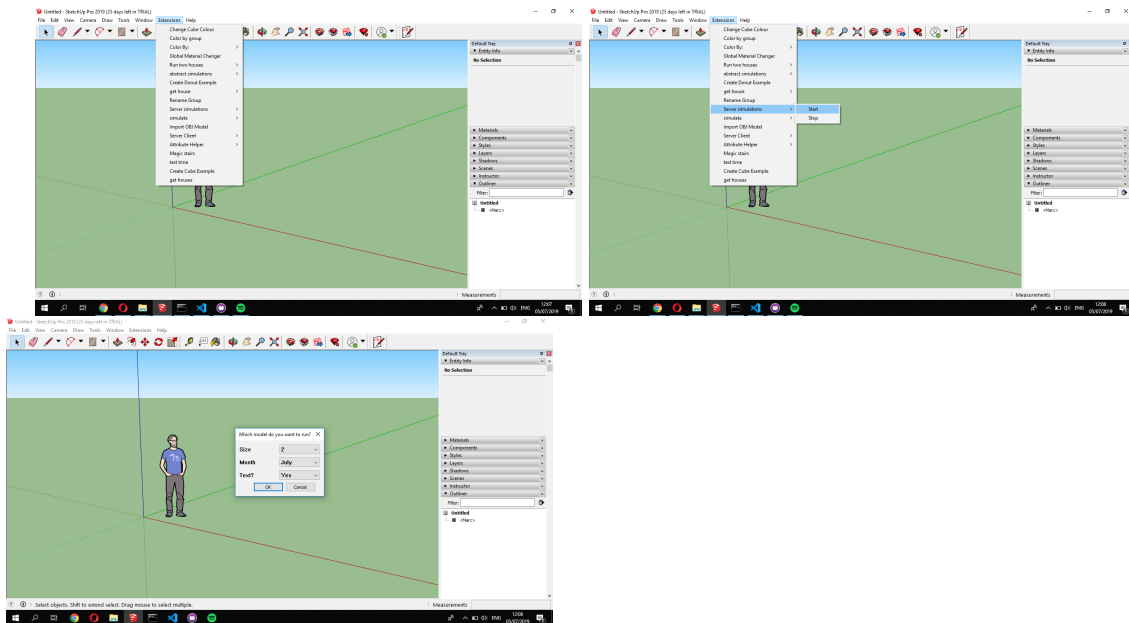 Untitled - SketchUp Pro 2019 (25 days left in TRIAL)
File Edit View Camera Draw Tools Window Extensions Help
Change Cube Colour
Color by group
Color By:
Global Material Changer
Run two houses
abstract simulations
Create Donut Example
get house
Rename Group
Server simulations
simulate
Import OBJ Model
Server Client
Attribute Helper
Magic stairs
text time
Create Cube Example
get houses
Default Tray
Entity Info
No Selection
Materials
Components
Styles
Layers
Shadows
Scenes
Instructor
Outliner
Filter:
Untitled
<Marc>
Measurements
ENG
12:07
05/07/2019
Untitled - SketchUp Pro 2019 (25 days left in TRIAL)
File Edit View Camera Draw Tools Window Extensions Help
Change Cube Colour
Color by group
Color By:
Global Material Changer
Run two houses
abstract simulations
Create Donut Example
get house
Rename Group
Server simulations
Start
simulate
Stop
Import OBJ Model
Server Client
Attribute Helper
Magic stairs
text time
Create Cube Example
get houses
Default Tray
Entity Info
No Selection
Materials
Components
Styles
Layers
Shadows
Scenes
Instructor
Outliner
Filter:
Untitled
<Marc>
Measurements
ENG
12:08
05/07/2019
Untitled - SketchUp Pro 2019 (25 days left in TRIAL)
File Edit View Camera Draw Tools Window Extensions Help
Which model do you want to run?
Size 2
Month July
Text? Yes
OK Cancel
Default Tray
Entity Info
No Selection
Materials
Components
Styles
Layers
Shadows
Scenes
Instructor
Outliner
Filter:
Untitled
<Marc>
Select objects. Shift to extend select. Drag mouse to select multiple.
Measurements
ENG
12:08
05/07/2019